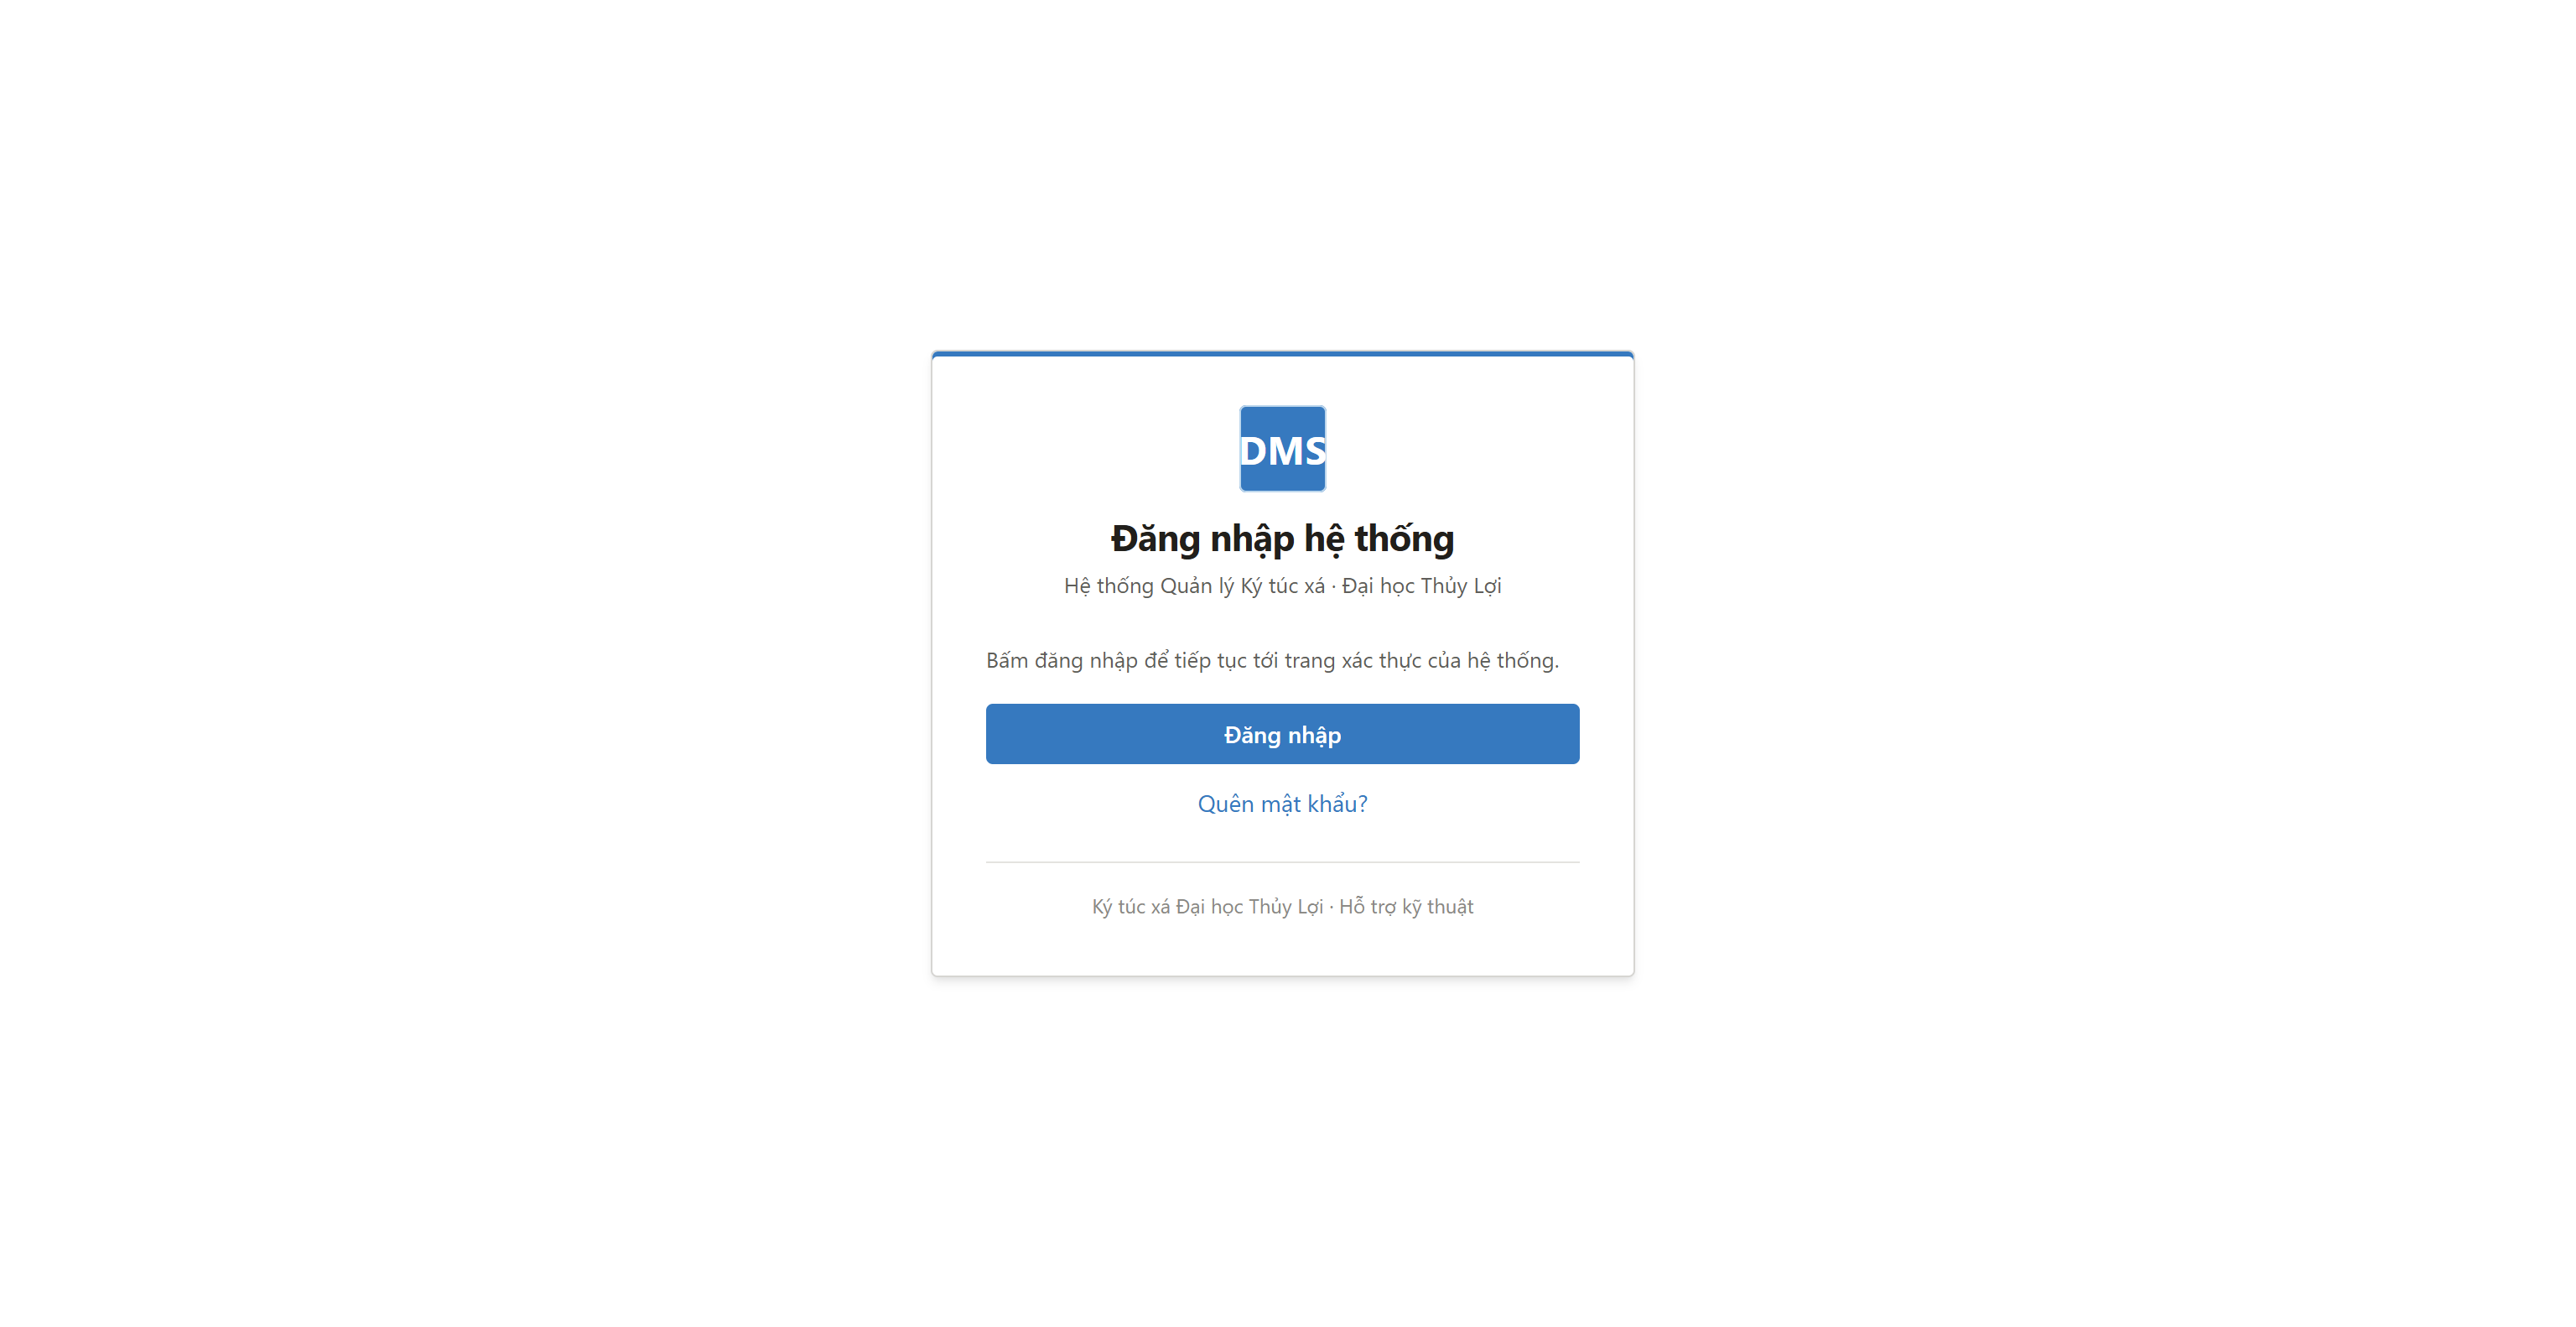 DMS
Đăng nhập hệ thống
Hệ thống Quản lý Ký túc xá · Đại học Thủy Lợi
Bấm đăng nhập để tiếp tục tới trang xác thực của hệ thống.
Đăng nhập
Quên mật khẩu?
Ký túc xá Đại học Thủy Lợi · Hỗ trợ kỹ thuật